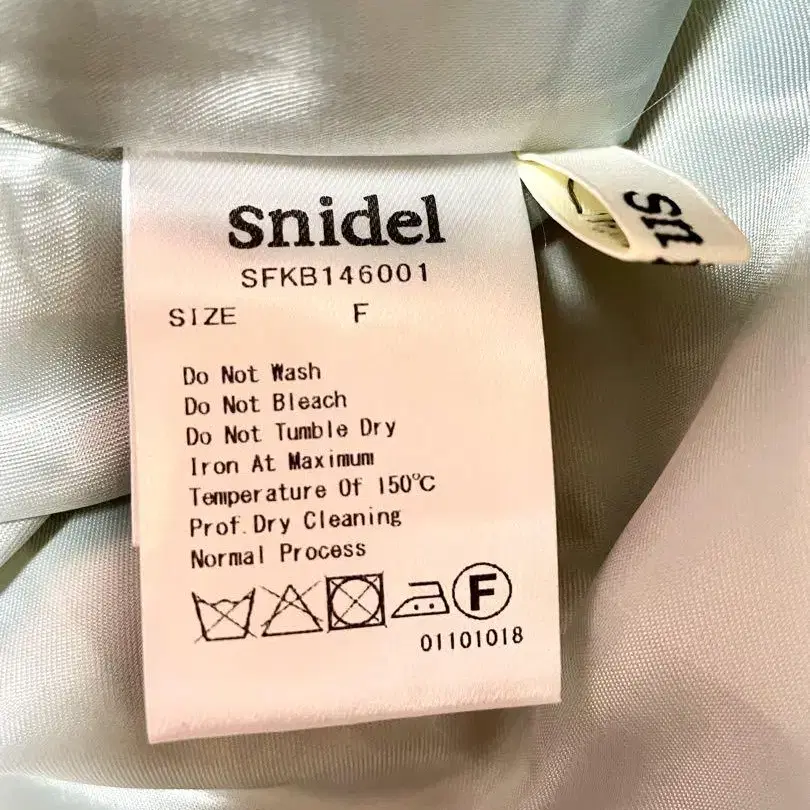 snidel
SFKB146001
SIZE F
Do Not Wash
Do Not Bleach
Do Not Tumble Dry
Iron At Maximum
Temperature Of 150℃
Prof.Dry Cleaning
Normal Process
F
01101018